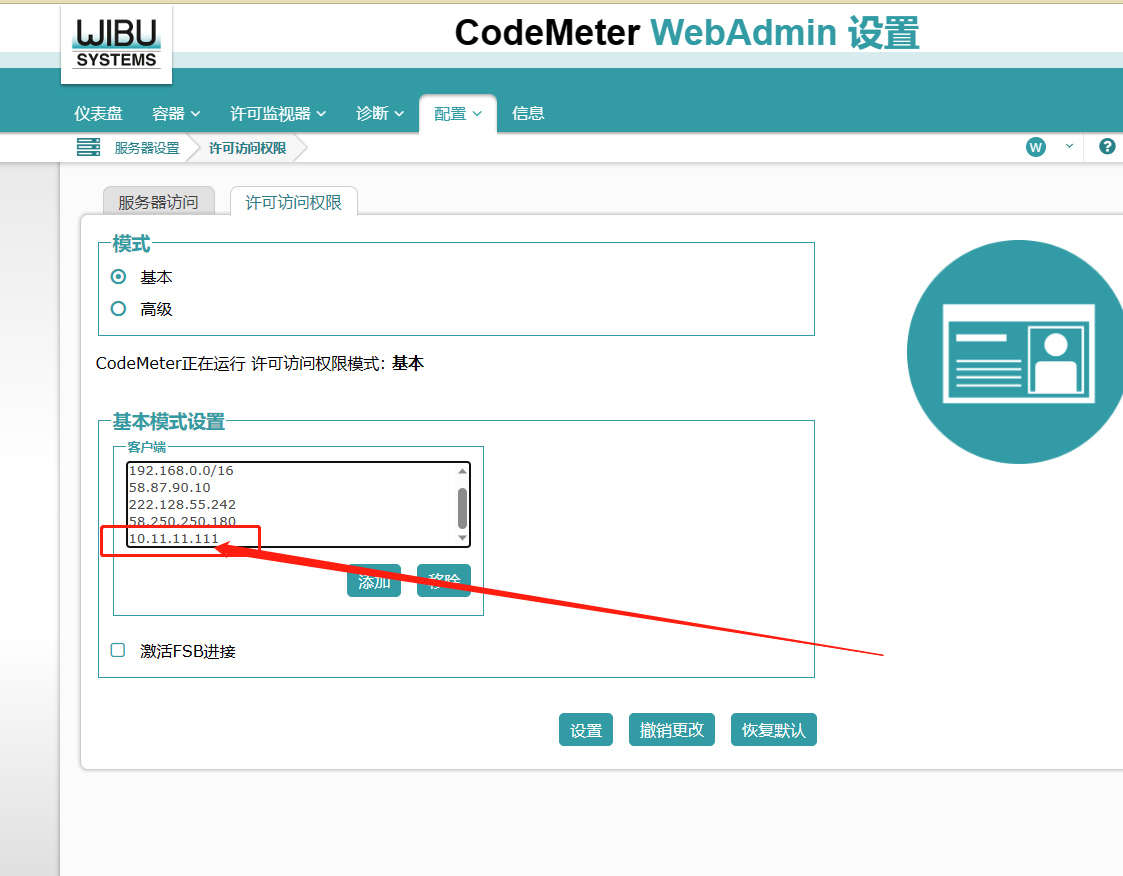 WIBU
SYSTEMS
CodeMeter WebAdmin 设置
仪表盘 容器 许可监视器 诊断 配置 信息
服务器设置 许可访问权限 W ?
服务器访问 许可访问权限
模式
基本
高级
CodeMeter正在运行 许可访问权限模式: 基本
基本模式设置
客户端
192.168.0.0/16
58.87.90.10
222.128.55.242
58.250.250.180
10.11.11.111
添加 移除
激活FSB进接
设置 撤销更改 恢复默认